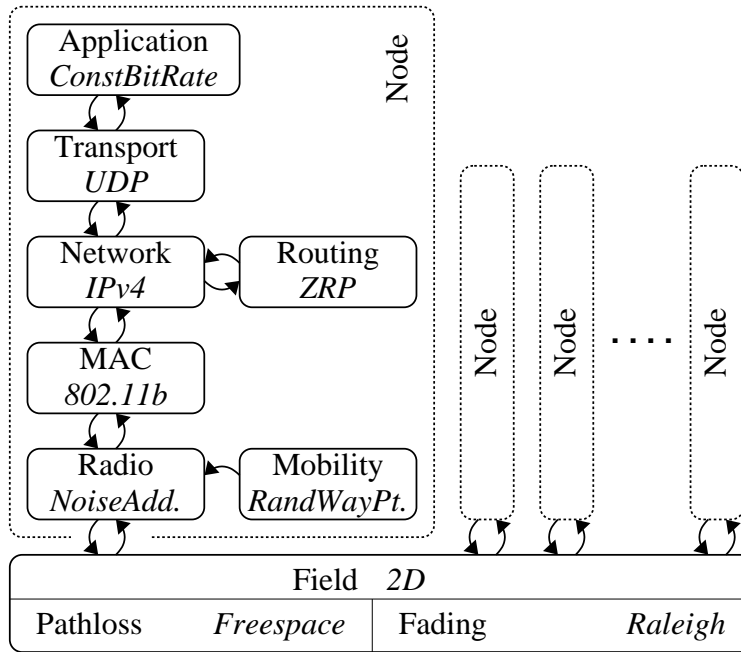 Application
ConstBitRate
Node
Transport
UDP
Network
IPv4
Routing
ZRP
Node
Node
. . . .
Node
MAC
802.11b
Radio
NoiseAdd.
Mobility
RandWayPt.
Field 2D
Pathloss Freespace Fading Raleigh